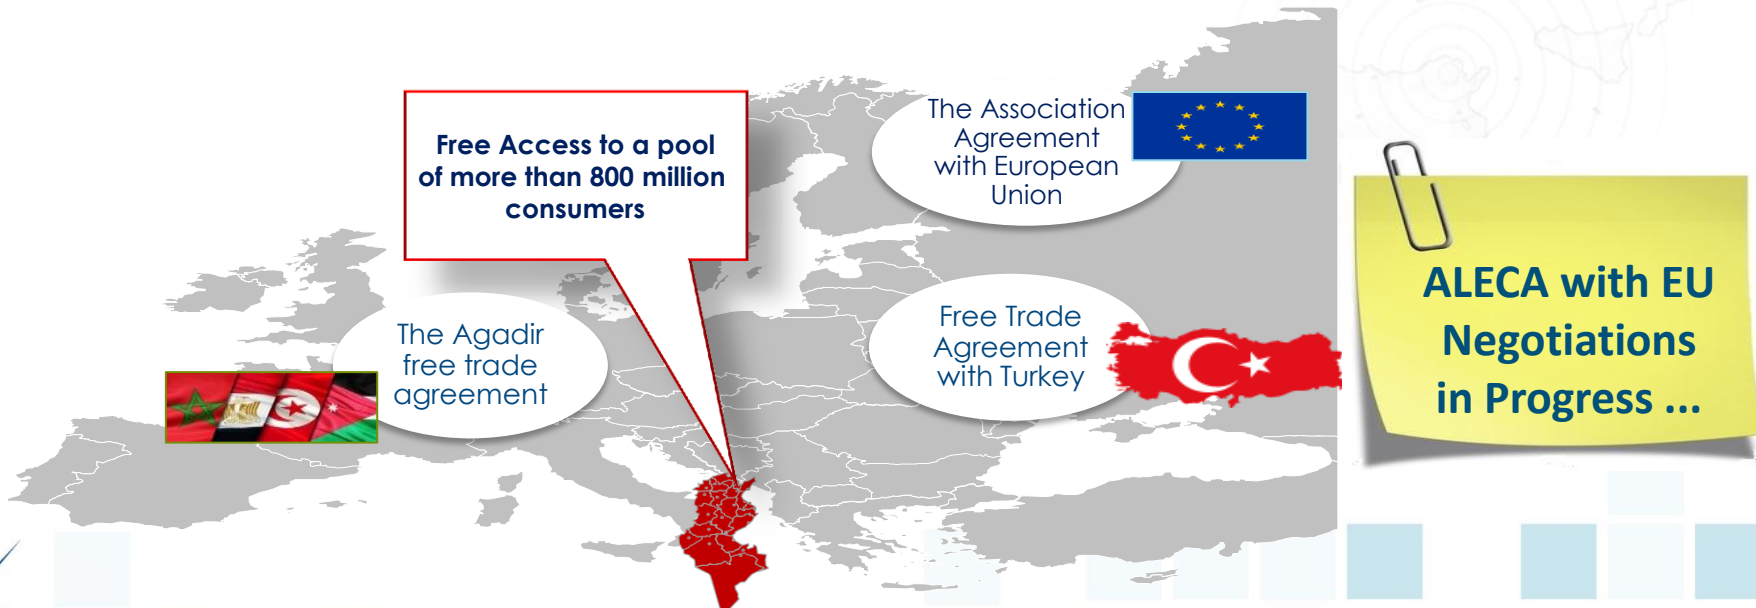 Free Access to a pool
of more than 800 million
consumers
The Association
Agreement
with European
Union
The Agadir
free trade
agreement
Free Trade
Agreement
with Turkey
ALECA with EU
Negotiations
in Progress ...